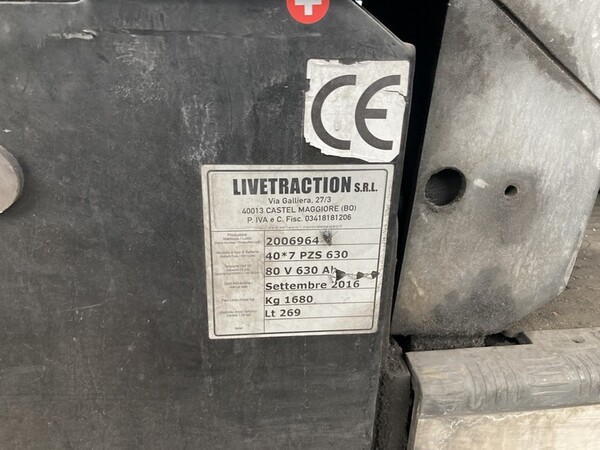 CE
LIVETRACTION S.R.L.
Via Galliera, 27/3
40013 CASTEL MAGGIORE (BO)
P. IVA e C. Fisc. 03418181206
2006964
40*7 PZS 630
80 V 630 Ah
Settembre 2016
Kg 1680
Lt 269